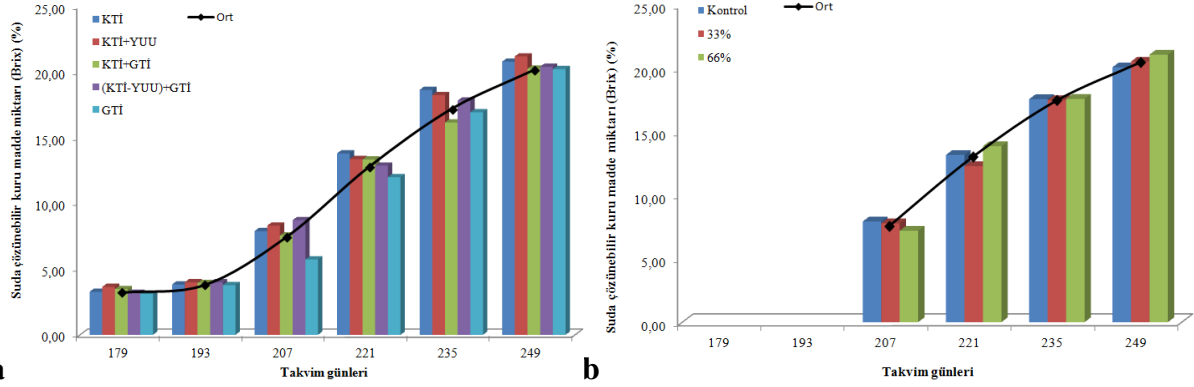 25,00
20,00
15,00
10,00
5,00
0,00
Suda çözünebilir kuru madde miktarı (Brix) (%)
KTİ
KTİ+YUU
KTİ+GTİ
(KTİ-YUU)+GTİ
GTİ
Ort
179 193 207 221 235 249
Takvim günleri
a
25,00
20,00
15,00
10,00
5,00
0,00
Suda çözünebilir kuru madde miktarı (Brix) (%)
Kontrol
33%
66%
Ort
179 193 207 221 235 249
Takvim günleri
b